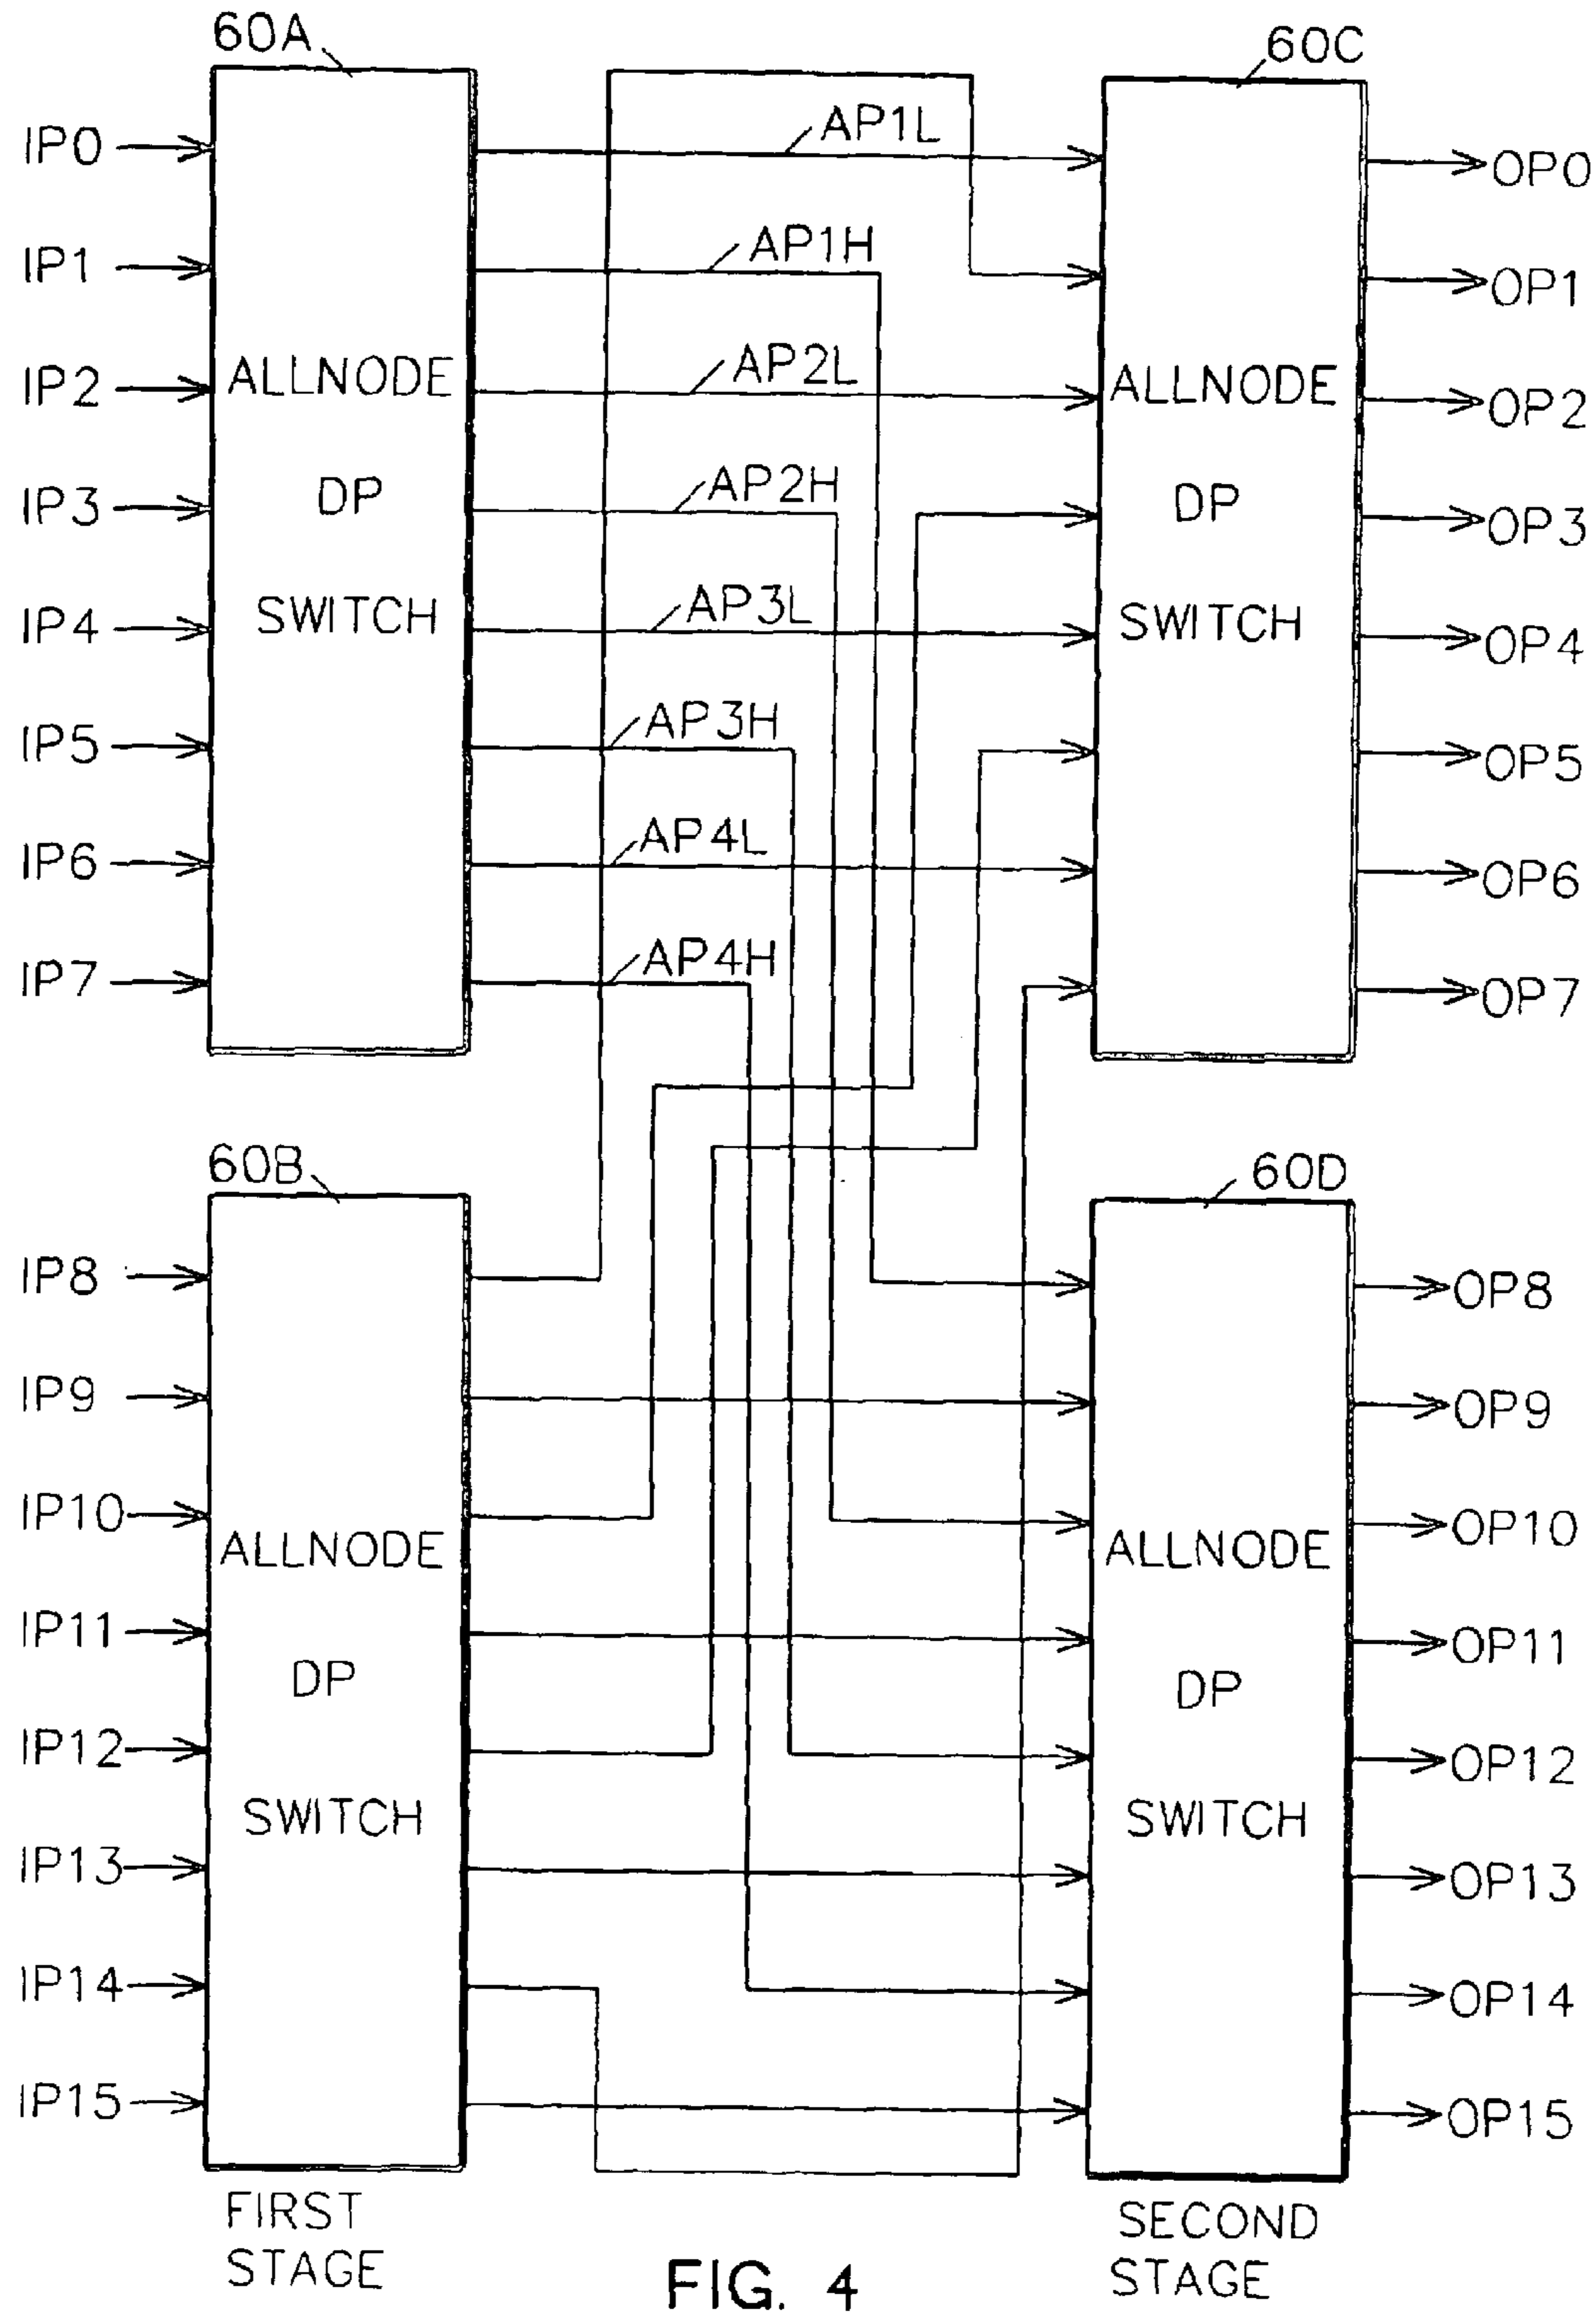 60A
60C
IP0
AP1L
OP0
IP1
AP1H
OP1
IP2
ALLNODE
AP2L
ALLNODE
OP2
IP3
DP
AP2H
DP
OP3
IP4
SWITCH
AP3L
SWITCH
OP4
IP5
AP3H
OP5
IP6
AP4L
OP6
IP7
AP4H
OP7
60B
60D
IP8
OP8
IP9
OP9
IP10
ALLNODE
ALLNODE
OP10
IP11
DP
DP
OP11
IP12
OP12
SWITCH
SWITCH
IP13
OP13
IP14
OP14
IP15
OP15
FIRST
STAGE
SECOND
STAGE
FIG. 4